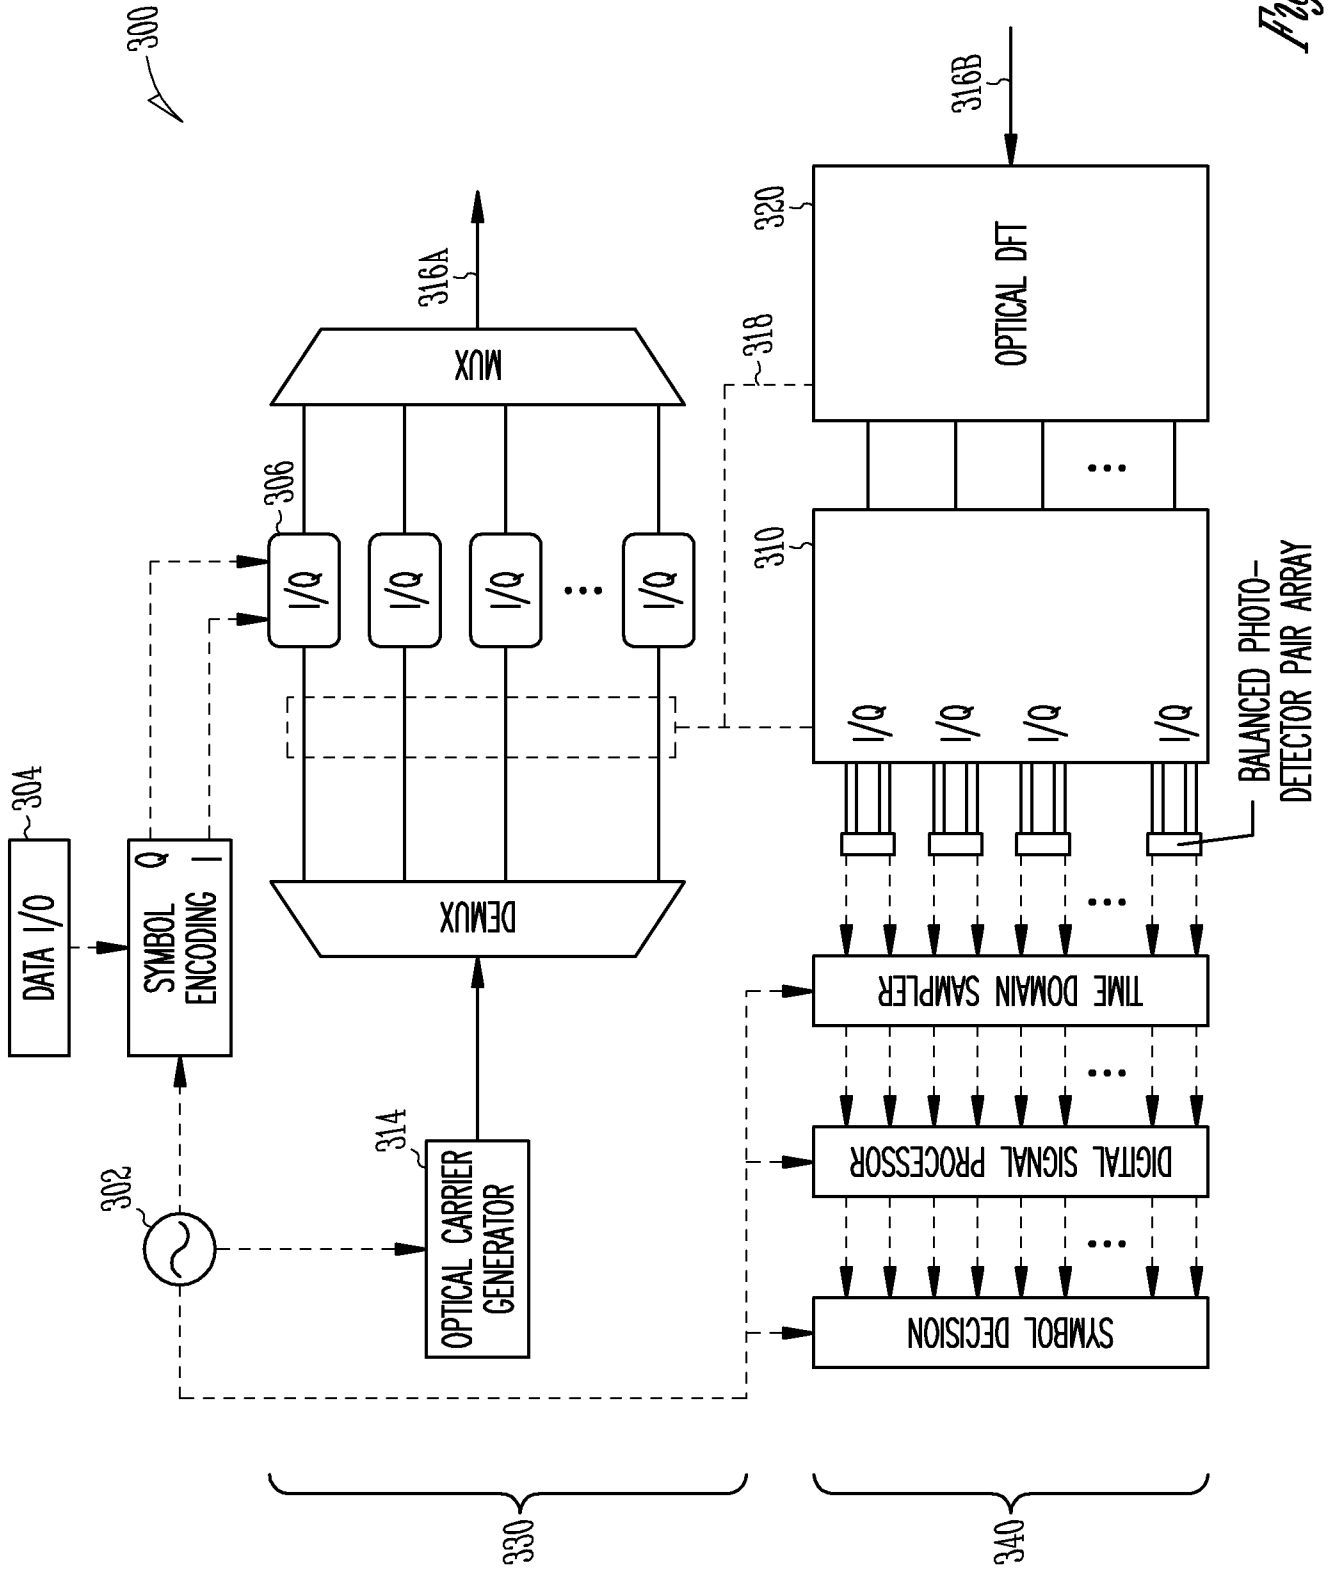 300
304
DATA I/O
SYMBOL
ENCODING
Q
I
302
314
OPTICAL CARRIER
GENERATOR
DEMUX
306
I/Q
I/Q
I/Q
I/Q
MUX
316A
330
318
316B
320
OPTICAL DFT
310
I/Q
I/Q
I/Q
I/Q
BALANCED PHOTO-
DETECTOR PAIR ARRAY
TIME DOMAIN SAMPLER
DIGITAL SIGNAL PROCESSOR
SYMBOL DECISION
340